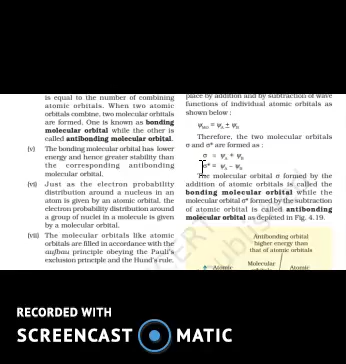 is equal to the number of combining
atomic orbitals. When two atomic
orbitals combine, two molecular orbitals
are formed. One is known as bonding
molecular orbital while the other is
called antibonding molecular orbital.
(v) The bonding molecular orbital has lower
energy and hence greater stability than
the corresponding antibonding
molecular orbital.
(vi) Just as the electron probability
distribution around a nucleus in an
atom is given by an atomic orbital, the
electron probability distribution around
a group of nuclei in a molecule is given
by a molecular orbital.
(vii) The molecular orbitals like atomic
orbitals are filled in accordance with the
aufbau principle obeying the Pauli's
exclusion principle and the Hund's rule.
place by addition and by subtraction of wave
functions of individual atomic orbitals as
shown below :
ψMO = ψA ± ψB
Therefore, the two molecular orbitals
σ and σ* are formed as :
σ = ψA + ψB
σ* = ψA – ψB
The molecular orbital σ formed by the
addition of atomic orbitals is called the
bonding molecular orbital while the
molecular orbital σ* formed by the subtraction
of atomic orbital is called antibonding
molecular orbital as depicted in Fig. 4.19.
Antibonding orbital
higher energy than
that of atomic orbitals
Molecular
Atomic
Atomic
RECORDED WITH
SCREENCAST MATIC